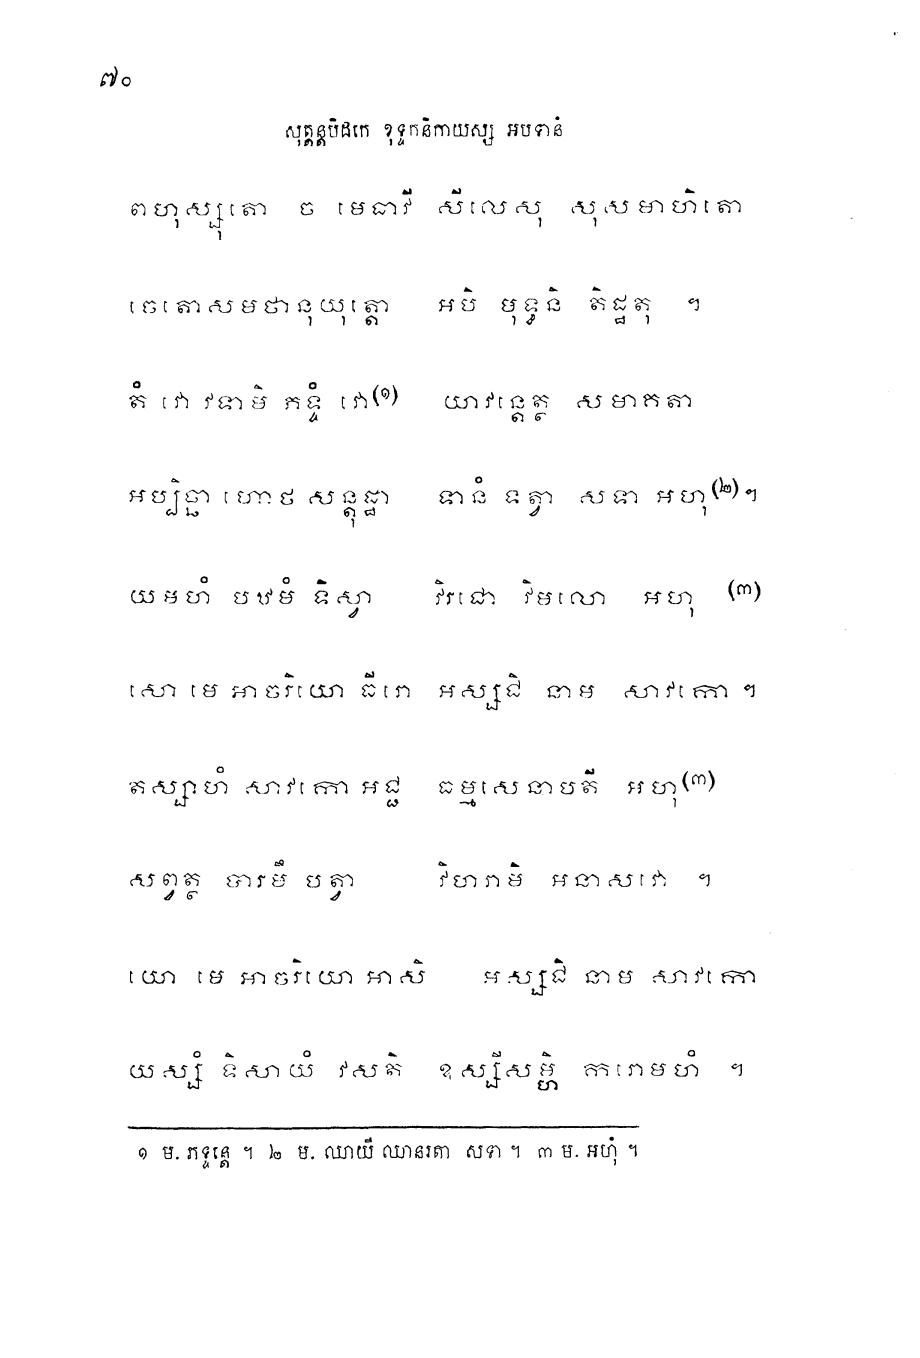 ៧០
សុត្តន្តបិដកេ ខុទ្ទកនិកាយស្ស អបទានំ
ពហុស្សុតោ ច មេធាវី សីលេសុ សុសមាហិតោ
ចេតោសមថានុយុត្តោ អបិ មុទ្ធនិ តិដ្ឋតុ ។
តំ វោ វទាមិ ភទ្ទំ វោ(១) យាវន្តេត្ថ សមាគតា
អប្បិច្ឆា ហោថ សន្តុដ្ឋា ទានំ ទត្វា សទា អហុ(២)។
យមហំ បឋមំ ទិស្វា វិរជោ វិមលោ អហុ (៣)
សោ មេ អាចរិយោ ធីរោ អស្សជិ នាម សាវកោ ។
តស្សាហំ សាវកោ អជ្ជ ធម្មសេនាបតី អហុ(៣)
សព្វត្ថ បារមឹ បត្វា វិហរាមិ អនាសវោ ។
យោ មេ អាចរិយោ អាសិ អស្សជិ នាម សាវកោ
យស្សំ ទិសាយំ វសតិ ឧស្សីសម្ហិ ករោមហំ ។
១ ម. ភទ្ទន្តេ ។ ២ ម. ឈាយី ឈានរតា សទា ។ ៣ ម. អហុំ ។